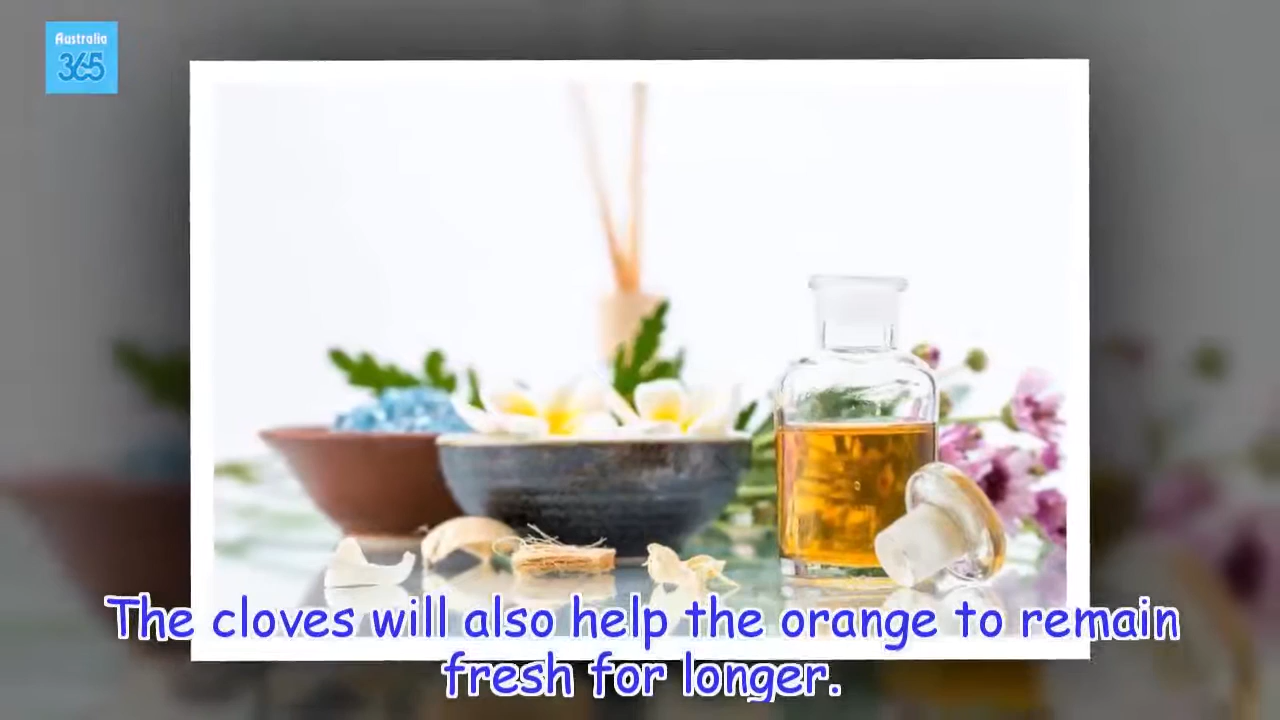 Australia
365
The cloves will also help the orange to remain
fresh for longer.